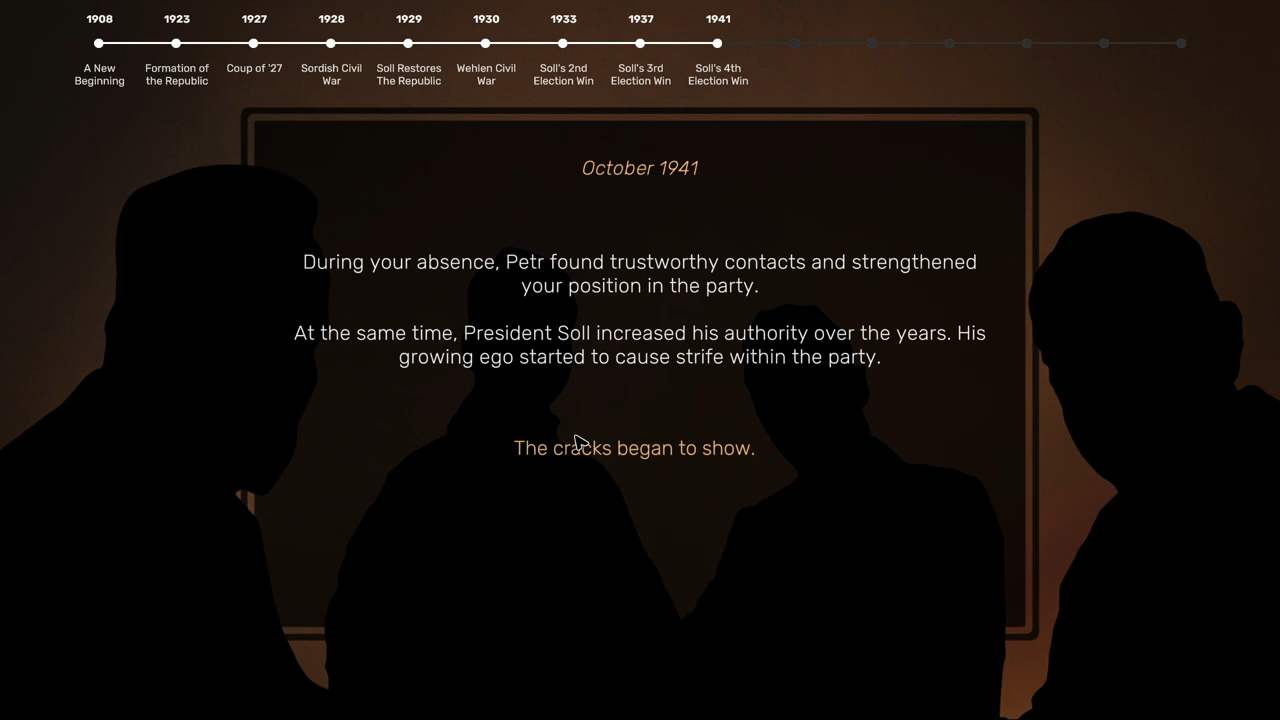 1908 1923 1927 1928 1929 1930 1933 1937 1941
A New Formation of Coup of '27 Sordish Civil Soll Restores Wehlen Civil Soll's 2nd Soll's 3rd Soll's 4th
Beginning the Republic War The Republic War Election Win Election Win Election Win
October 1941
During your absence, Petr found trustworthy contacts and strengthened
your position in the party.
At the same time, President Soll increased his authority over the years. His
growing ego started to cause strife within the party.
The cracks began to show.